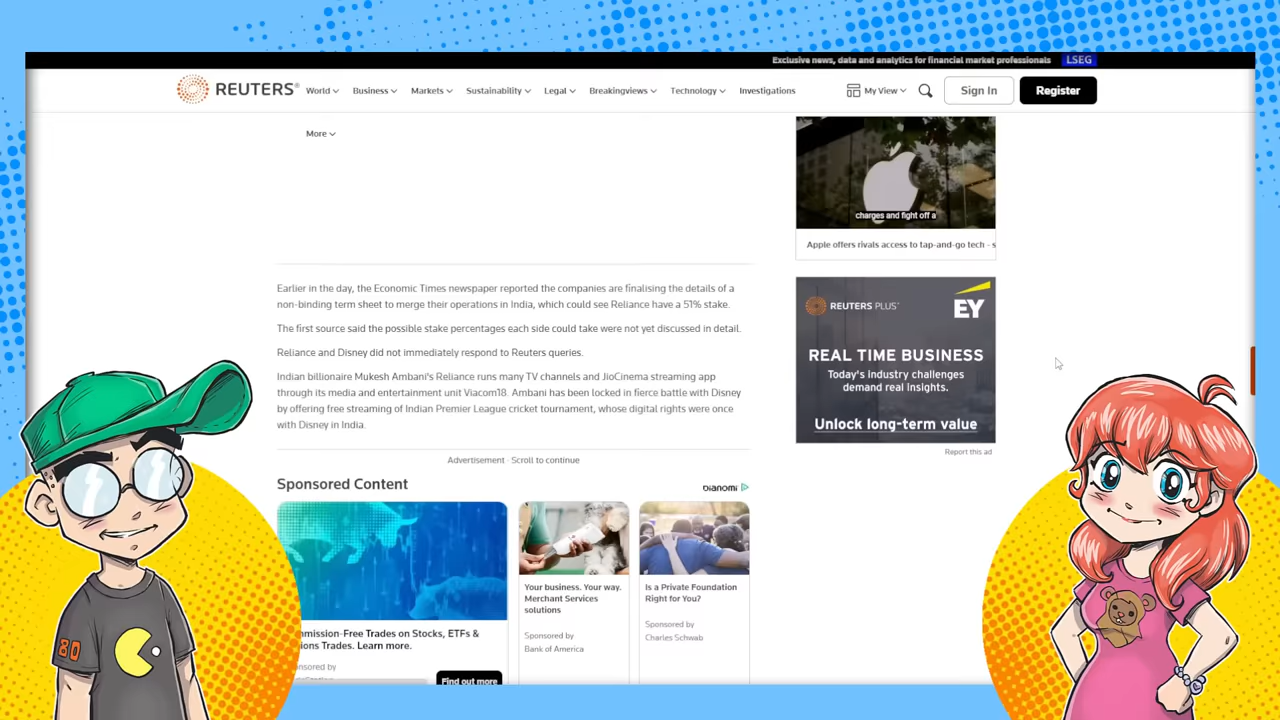 Exclusive news, data and analytics for financial market professionals LSEG
REUTERS® World Business Markets Sustainability Legal Breakingviews Technology Investigations My View Sign In Register
More
charges and fight off a
Apple offers rivals access to tap-and-go tech - s
Earlier in the day, the Economic Times newspaper reported the companies are finalising the details of a
non-binding term sheet to merge their operations in India, which could see Reliance have a 51% stake.
The first source said the possible stake percentages each side could take were not yet discussed in detail.
Reliance and Disney did not immediately respond to Reuters queries.
Indian billionaire Mukesh Ambani's Reliance runs many TV channels and JioCinema streaming app
through its media and entertainment unit Viacom18. Ambani has been locked in fierce battle with Disney
by offering free streaming of Indian Premier League cricket tournament, whose digital rights were once
with Disney in India.
REUTERS PLUS EY
REAL TIME BUSINESS
Today's industry challenges
demand real insights.
Unlock long-term value
Report this ad
Advertisement · Scroll to continue
Sponsored Content
DIANOMI
mmission-Free Trades on Stocks, ETFs &
ions Trades. Learn more.
onsored by
Find out more
Your business. Your way.
Merchant Services
solutions
Sponsored by
Bank of America
Is a Private Foundation
Right for You?
Sponsored by
Charles Schwab
80